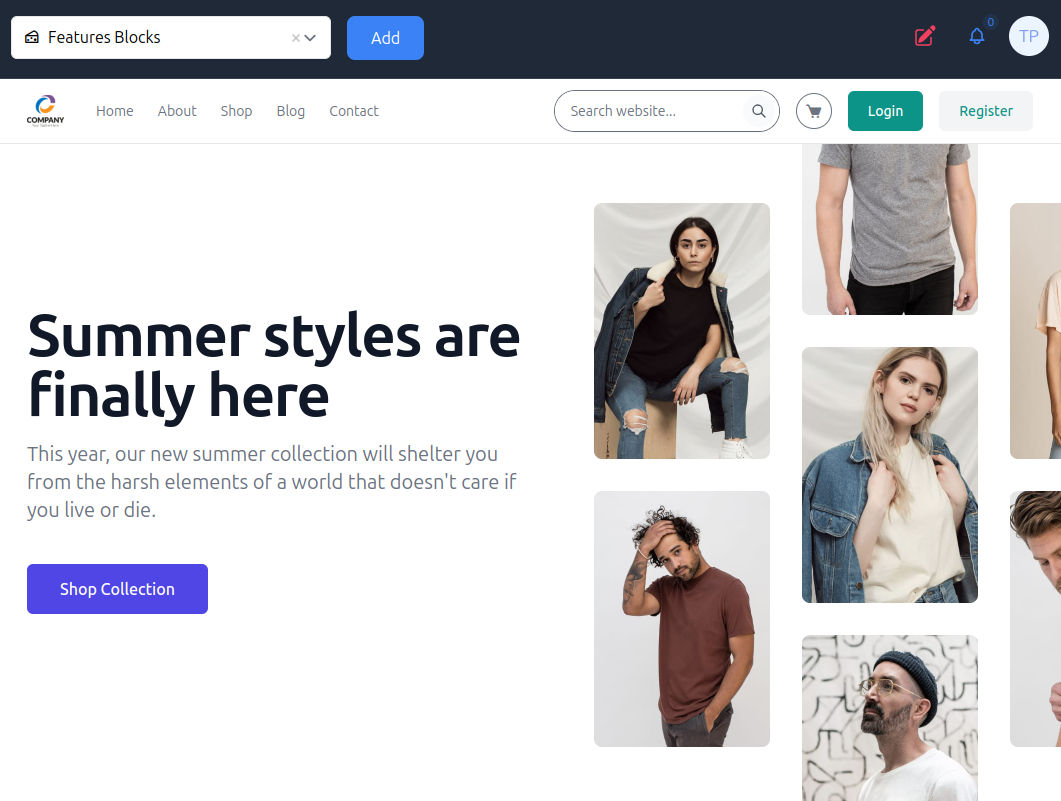 Features Blocks
Add
0
TP
COMPANY
Home About Shop Blog Contact
Search website...
Login
Register
Summer styles are
finally here
This year, our new summer collection will shelter you
from the harsh elements of a world that doesn't care if
you live or die.
Shop Collection